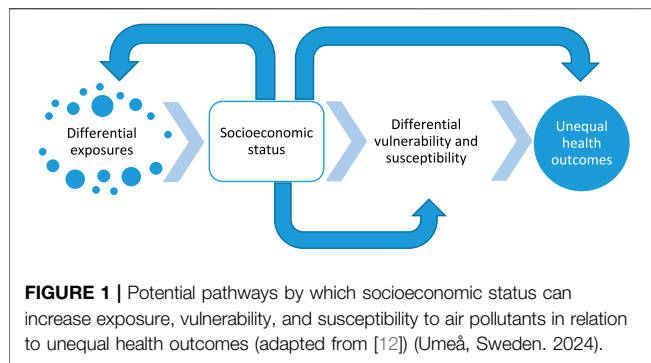 Differential
exposures
Socioeconomic
status
Differential
vulnerability and
susceptibility
Unequal
health
outcomes
FIGURE 1 | Potential pathways by which socioeconomic status can
increase exposure, vulnerability, and susceptibility to air pollutants in relation
to unequal health outcomes (adapted from [12]) (Umeå, Sweden. 2024).